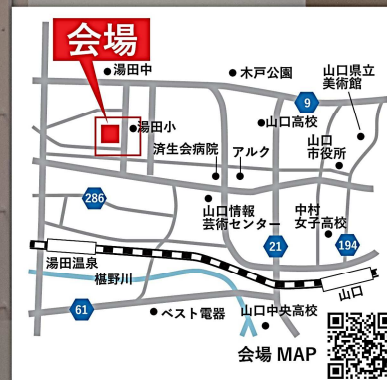 会場
湯田中
木戸公園
山口県立
美術館
9
湯田小
山口高校
山口
市役所
済生会病院
アルク
286
山口情報
芸術センター
中村
女子高校
21
194
湯田温泉
椹野川
山口
61
ベスト電器
山口中央高校
会場 MAP